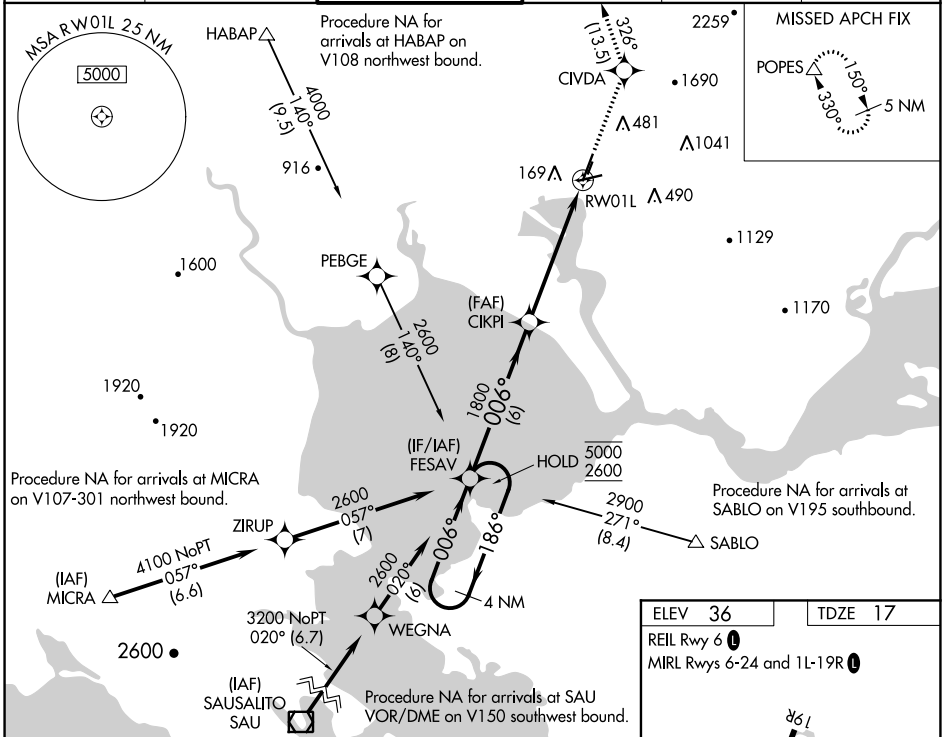 MSA RW01L 25 NM
5000
HABAP
Procedure NA for
arrivals at HABAP on
V108 northwest bound.
4000
140°
(9.5)
916
326°
(13.5)
CIVDA
2259
1690
481
1041
169
RW01L
490
MISSED APCH FIX
POPES
150°
330°
5 NM
1129
1170
1600
PEBGE
2600
140°
(8)
(FAF)
CIKPI
1800
006°
(6)
1920
1920
(IF/IAF)
FESAV
HOLD
5000
2600
Procedure NA for arrivals at MICRA
on V107-301 northwest bound.
Procedure NA for arrivals at
SABLO on V195 southbound.
2900
271°
(8.4)
SABLO
ZIRUP
2600
057°
(7)
(IAF)
MICRA
4100 NoPT
057°
(6.6)
006°
186°
4 NM
2600
020°
(6)
WEGNA
3200 NoPT
020° (6.7)
2600
(IAF)
SAUSALITO
SAU
Procedure NA for arrivals at SAU
VOR/DME on V150 southwest bound.
ELEV 36
TDZE 17
REIL Rwy 6 L
MIRL Rwys 6-24 and 1L-19R L
19R